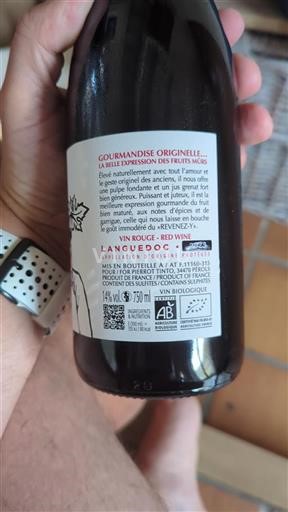 GOURMANDISE ORIGINELLE...
LA BELLE EXPRESSION DES FRUITS MÛRS
Élevé naturellement avec tout l'amour et
le geste originel des anciens, il nous offre
une pulpe fondante et un jus grenat fort
bien généreux. Puissant et juteux, il est la
meilleure expression gourmande du fruit
bien maturé, aux notes d'épices et de
garrigue, celle qui nous laisse en bouche
le goût immodéré du «REVENEZ-Y».
VIN ROUGE - RED WINE
LANGUEDOC •
APPELLATION D'ORIGINE PROTÉGÉE
MIS EN BOUTEILLE À / AT F.11160-313
POUR / FOR PIERROT TINTO, 34470 PÉROLS
PRODUIT DE FRANCE / PRODUCT OF FRANCE
CONTIENT DES SULFITES / CONTAINS SULPHITES
14% vol. 750 ml
VIN BIOLOGIQUE
INGRÉDIENTS
& NUTRITION
CERTIFIÉ
AB
AGRICULTURE
BIOLOGIQUE